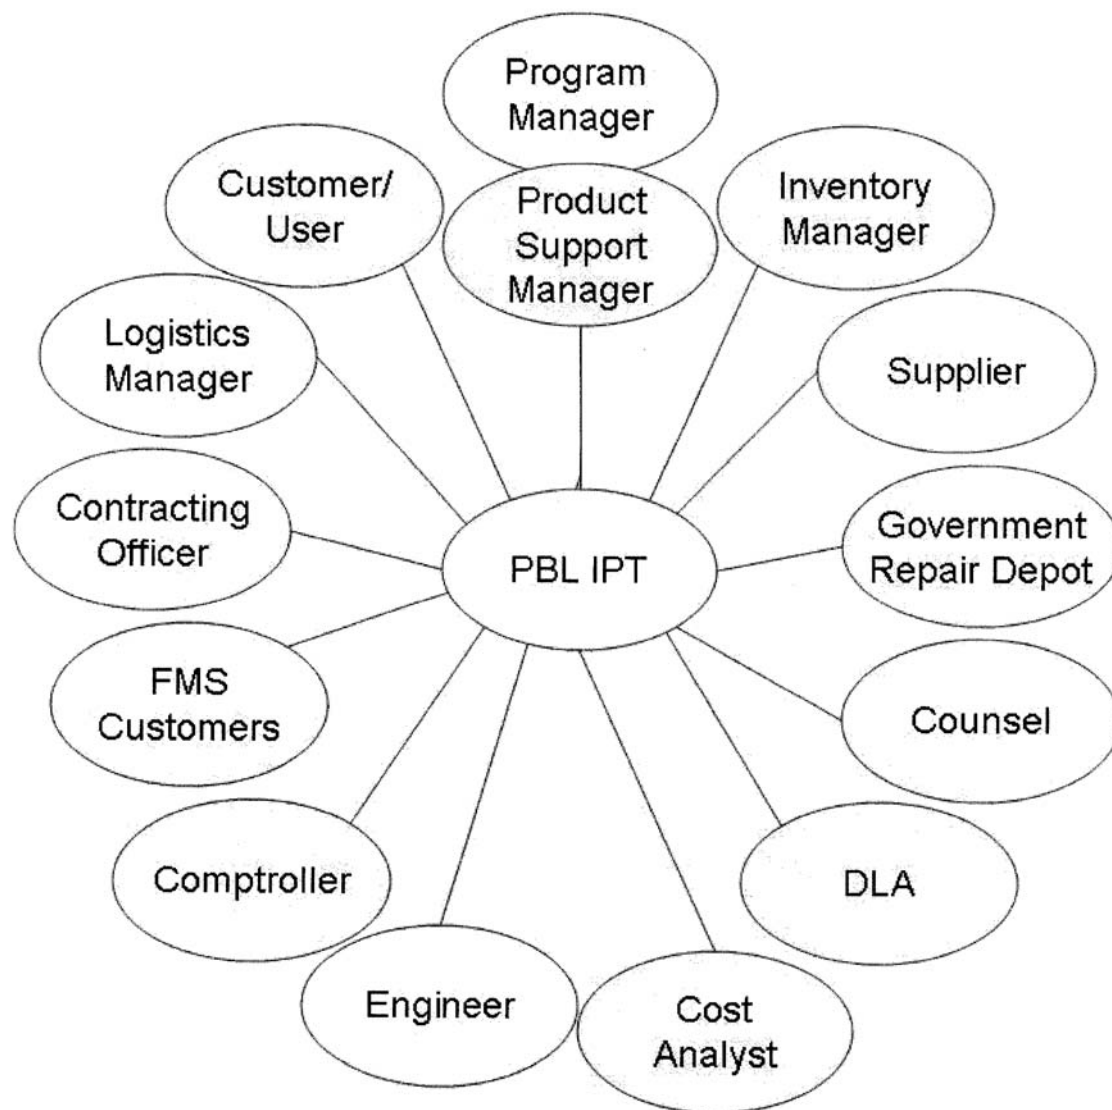 Program
Manager
Customer/
User
Product
Support
Manager
Inventory
Manager
Logistics
Manager
Supplier
Contracting
Officer
PBL IPT
Government
Repair Depot
FMS
Customers
Counsel
Comptroller
DLA
Engineer
Cost
Analyst